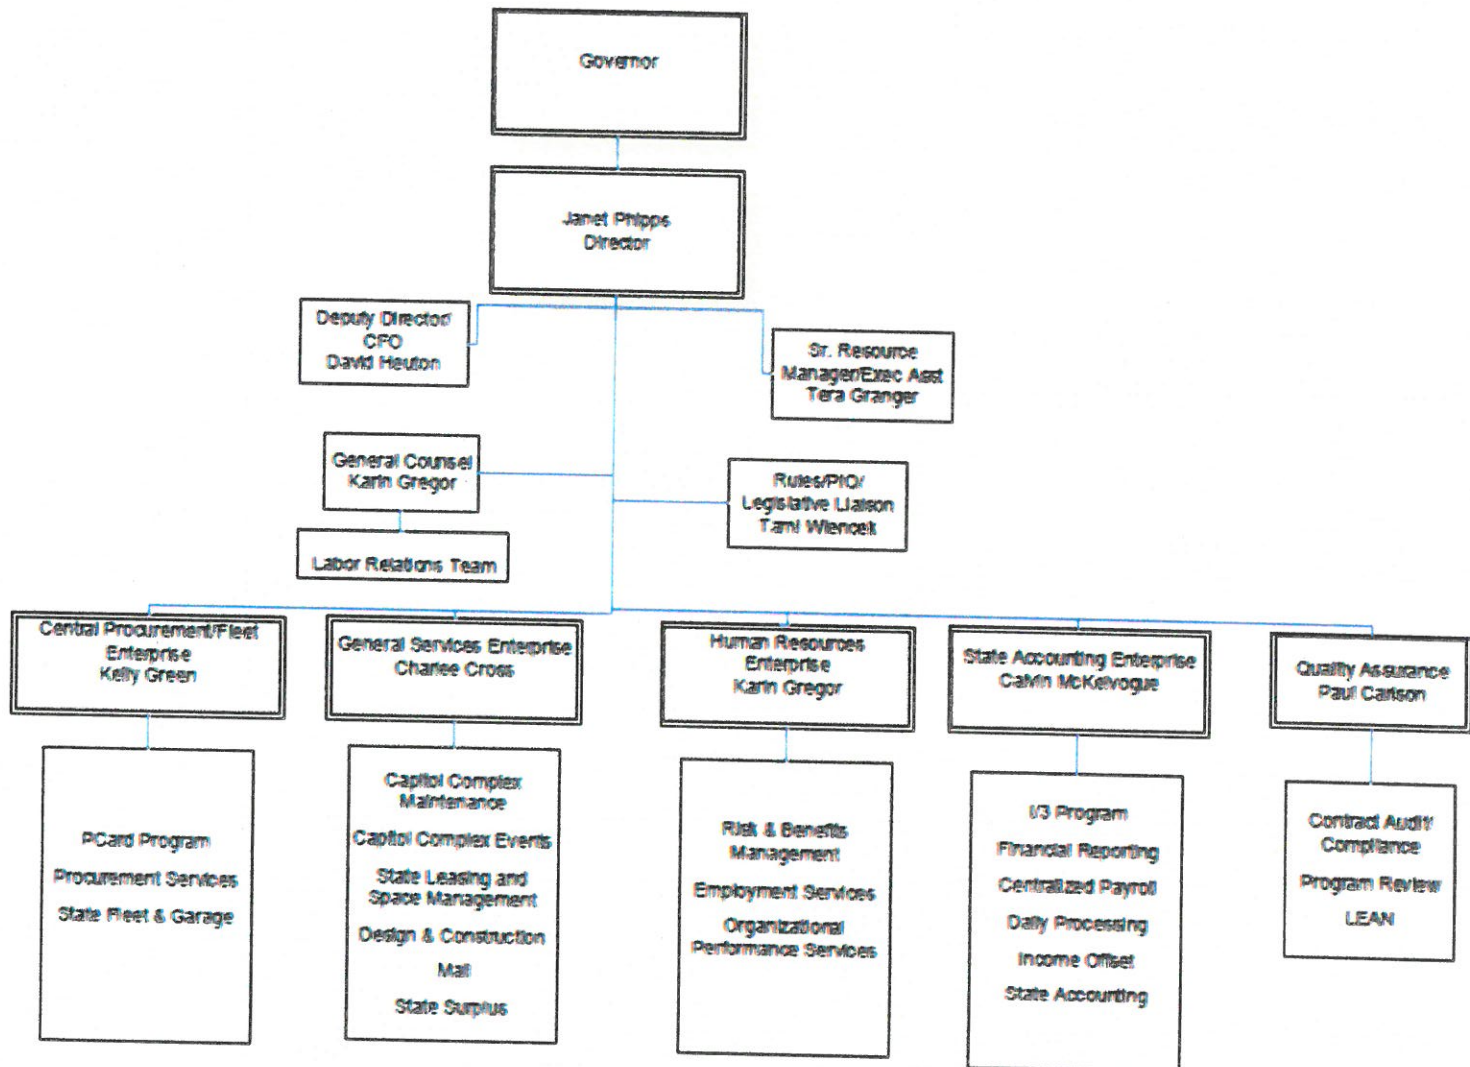 Governor
Janet Phipps
Director
Deputy Director/
CFO
David Heuton
Sr. Resource
Manager/Exec Asst
Tera Granger
General Counsel
Karin Gregor
Rules/PIO/
Legislative Liaison
Tami Wiencek
Labor Relations Team
Central Procurement/Fleet
Enterprise
Kelly Green
General Services Enterprise
Charlee Cross
Human Resources
Enterprise
Karin Gregor
State Accounting Enterprise
Calvin McKelvogue
Quality Assurance
Paul Carlson
PCard Program
Procurement Services
State Fleet & Garage
Capitol Complex
Maintenance
Capitol Complex Events
State Leasing and
Space Management
Design & Construction
Mail
State Surplus
Risk & Benefits
Management
Employment Services
Organizational
Performance Services
I/3 Program
Financial Reporting
Centralized Payroll
Daily Processing
Income Offset
State Accounting
Contract Audit/
Compliance
Program Review
LEAN